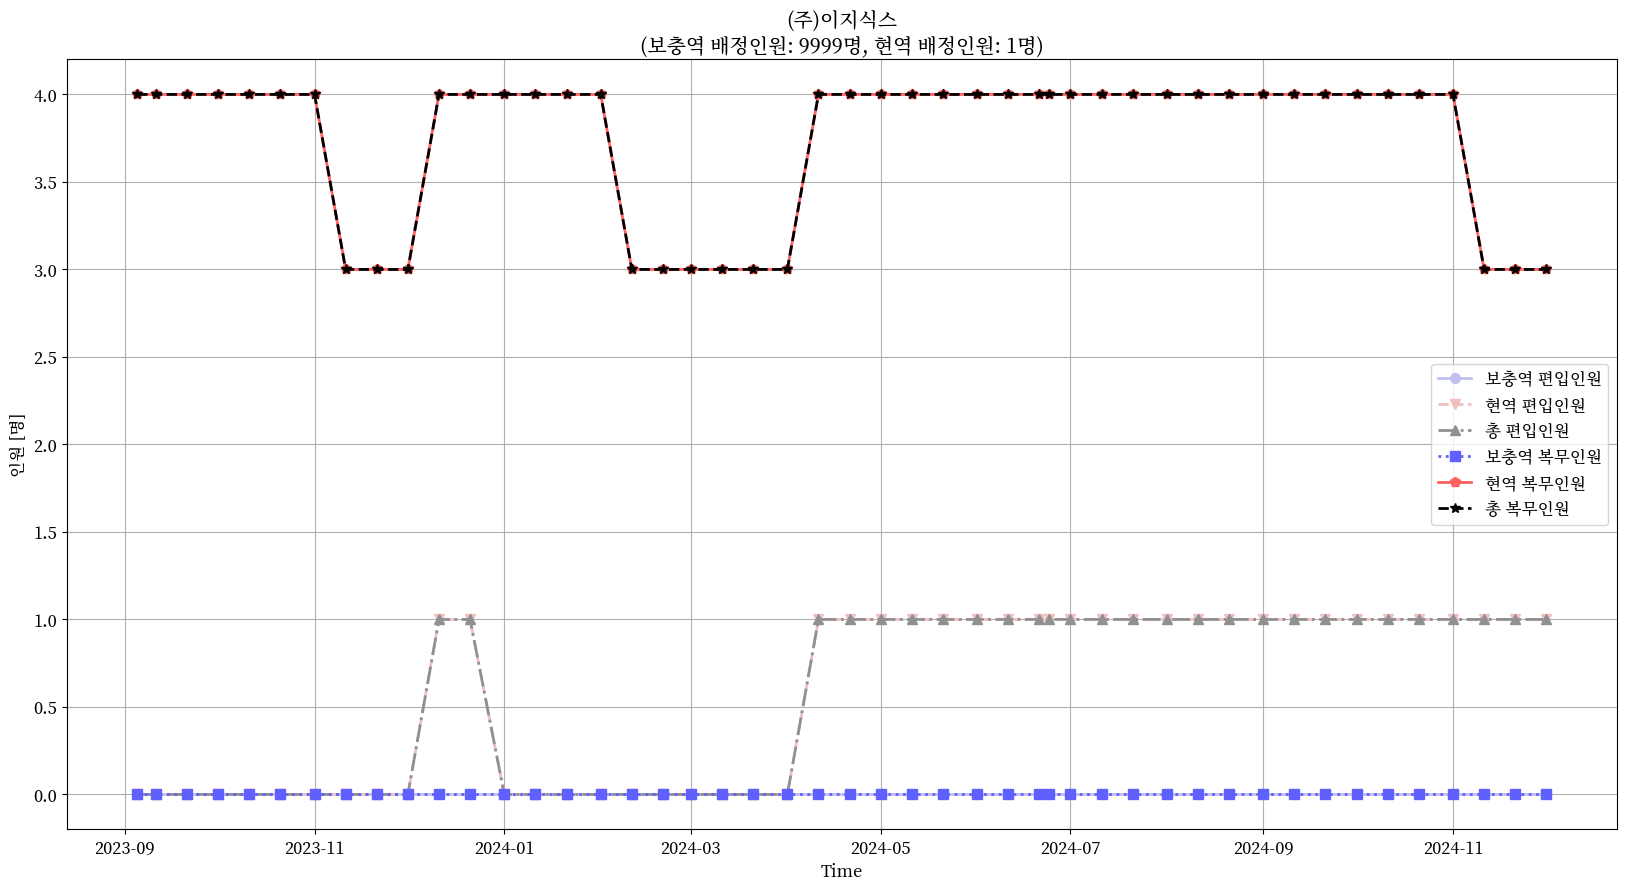 (주)이지식스
(보충역 배정인원: 9999명, 현역 배정인원: 1명)
인원 [명]
4.0
3.5
3.0
2.5
2.0
1.5
1.0
0.5
0.0
보충역 편입인원
현역 편입인원
총 편입인원
보충역 복무인원
현역 복무인원
총 복무인원
2023-09 2023-11 2024-01 2024-03 2024-05 2024-07 2024-09 2024-11
Time